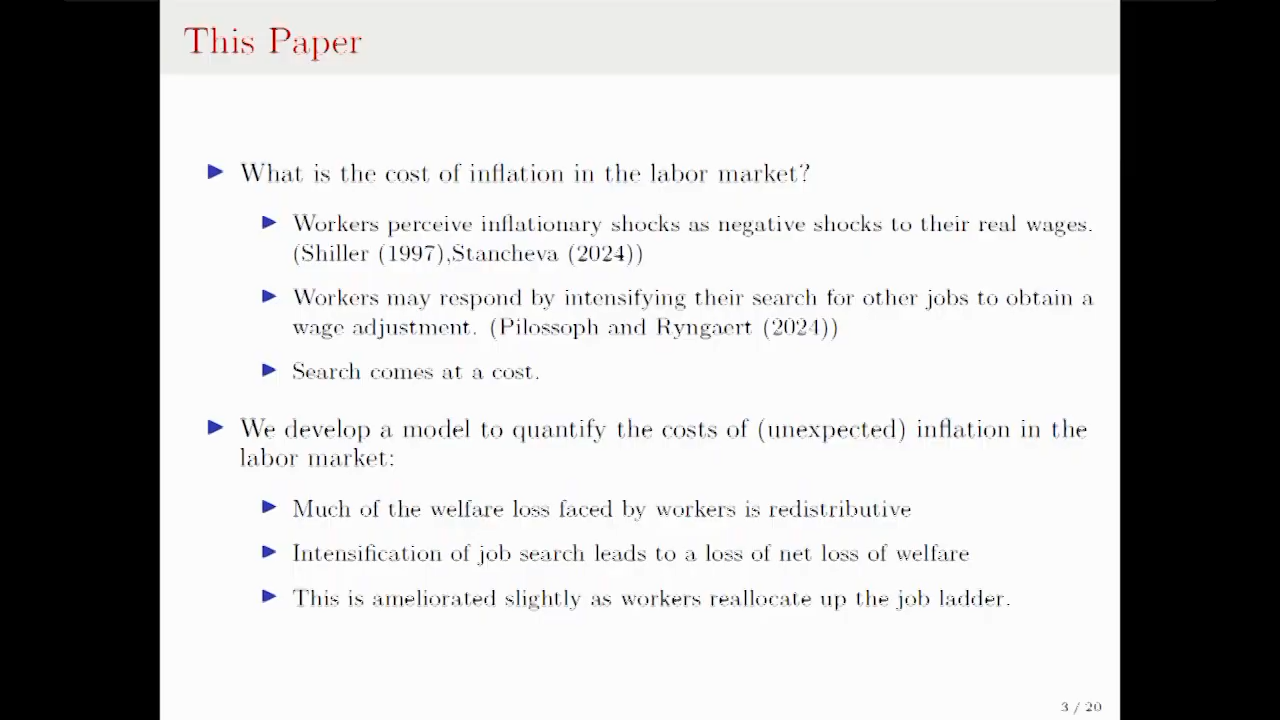 This Paper
What is the cost of inflation in the labor market?
Workers perceive inflationary shocks as negative shocks to their real wages.
(Shiller (1997),Stancheva (2024))
Workers may respond by intensifying their search for other jobs to obtain a
wage adjustment. (Pilossoph and Ryngaert (2024))
Search comes at a cost.
We develop a model to quantify the costs of (unexpected) inflation in the
labor market:
Much of the welfare loss faced by workers is redistributive
Intensification of job search leads to a loss of net loss of welfare
This is ameliorated slightly as workers reallocate up the job ladder.
3 / 20